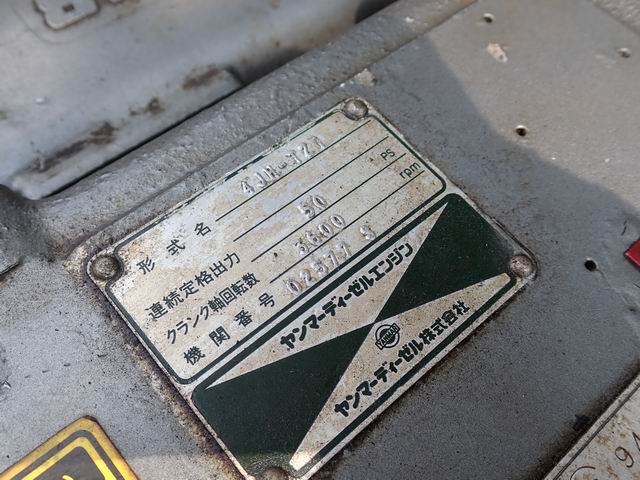 形式名 4JH-TZ1
連続定格出力 50 PS
クランク軸回転数 3600 rpm
機関番号 02577 S
ヤンマーディーゼルエンジン
YANMAR
ヤンマーディーゼル株式会社